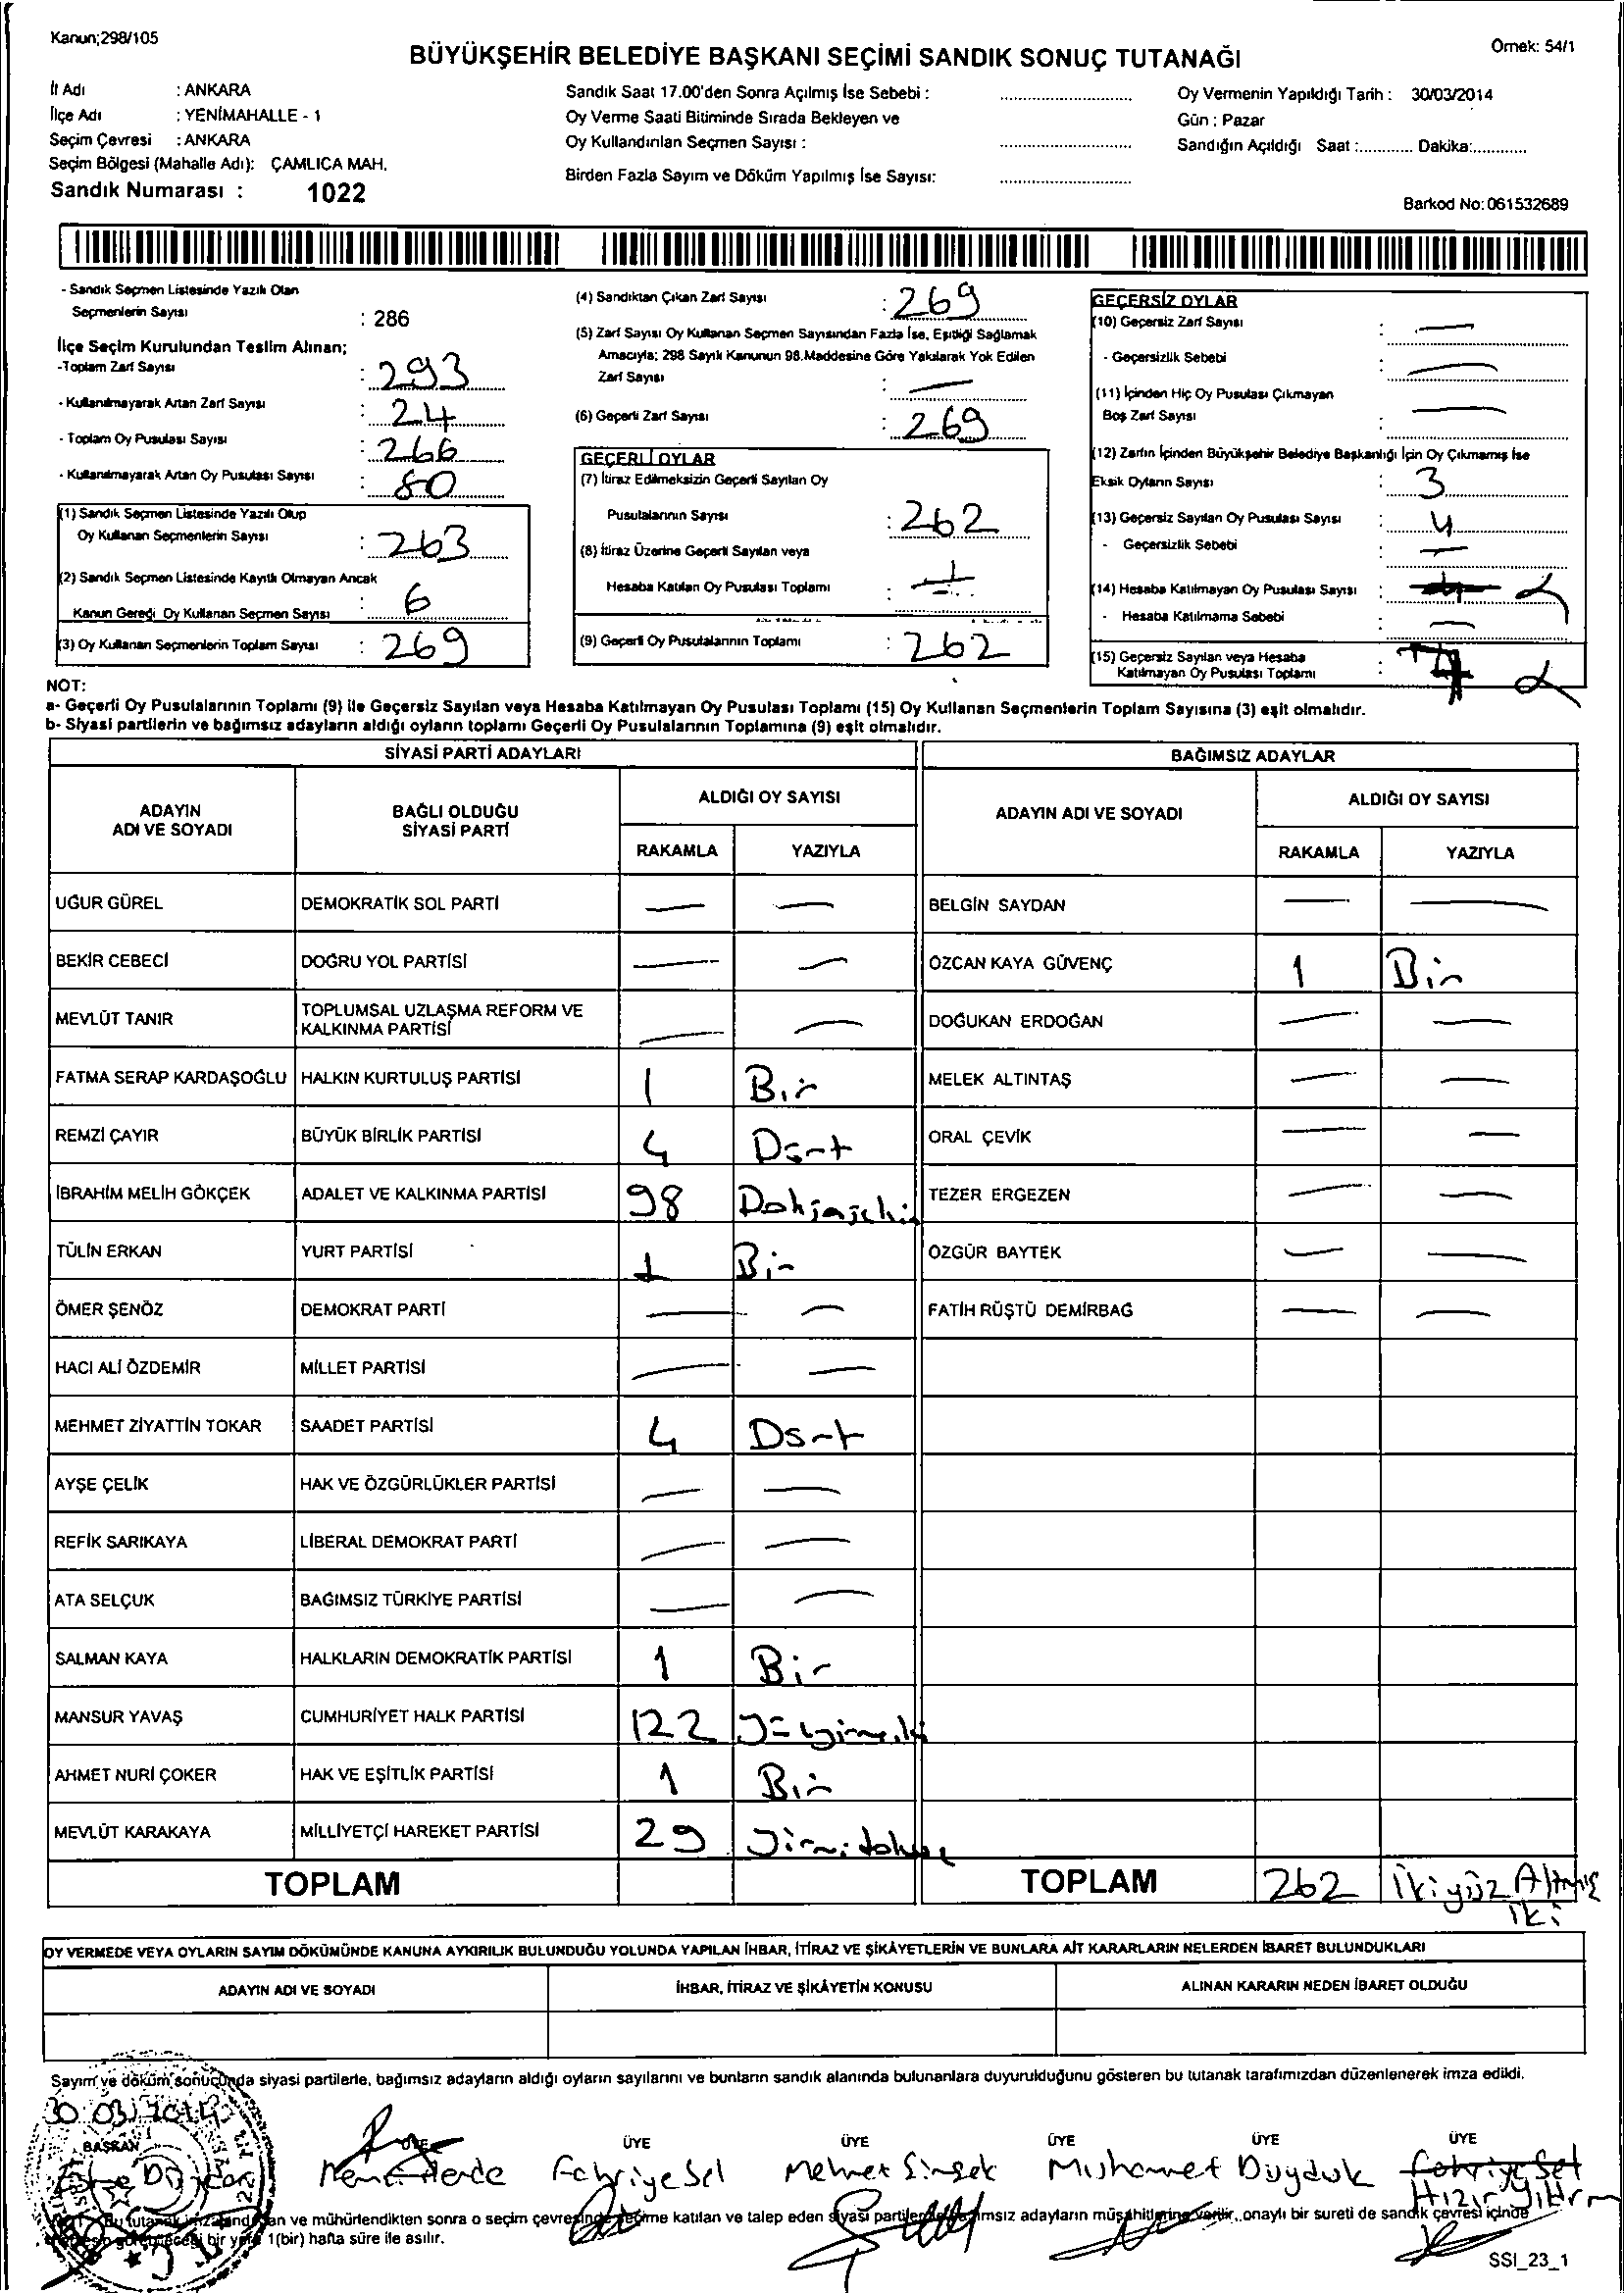 Kanun;298/105
Örnek: 54/1
BÜYÜKŞEHİR BELEDİYE BAŞKANI SEÇİMİ SANDIK SONUÇ TUTANAĞI
İl Adı : ANKARA
İlçe Adı : YENİMAHALLE - 1
Seçim Çevresi : ANKARA
Seçim Bölgesi (Mahalle Adı): ÇAMLICA MAH.
Sandık Numarası : 1022
Sandık Saat 17.00'den Sonra Açılmış İse Sebebi :
Oy Verme Saati Bitiminde Sırada Bekleyen ve
Oy Kullandırılan Seçmen Sayısı :
Birden Fazla Sayım ve Döküm Yapılmış İse Sayısı:
Oy Vermenin Yapıldığı Tarih : 30/03/2014
Gün : Pazar
Sandığın Açıldığı Saat :............ Dakika:............
Barkod No: 061532689
- Sandık Seçmen Listesinde Yazılı Olan
Seçmenlerin Sayısı : 286
İlçe Seçim Kurulundan Teslim Alınan;
-Toplam Zarf Sayısı : 293
- Kullanılmayarak Artan Zarf Sayısı : 24
- Toplam Oy Pusulası Sayısı : 266
- Kullanılmayarak Artan Oy Pusulası Sayısı : 80
(1) Sandık Seçmen Listesinde Yazılı Olup
Oy Kullanan Seçmenlerin Sayısı : 263
(2) Sandık Seçmen Listesinde Kayıtlı Olmayan Ancak
Kanun Gereği Oy Kullanan Seçmen Sayısı : 6
(3) Oy Kullanan Seçmenlerin Toplam Sayısı : 269
(4) Sandıktan Çıkan Zarf Sayısı : 269
(5) Zarf Sayısı Oy Kullanan Seçmen Sayısından Fazla İse, Eşitliği Sağlamak
Amacıyla; 298 Sayılı Kanunun 98.Maddesine Göre Yakılarak Yok Edilen
Zarf Sayısı : —
(6) Geçerli Zarf Sayısı : 269
GEÇERLİ OYLAR
(7) İtiraz Edilmeksizin Geçerli Sayılan Oy
Pusulalarının Sayısı : 262
(8) İtiraz Üzerine Geçerli Sayılan veya
Hesaba Katılan Oy Pusulası Toplamı :
(9) Geçerli Oy Pusulalarının Toplamı : 262
GEÇERSİZ OYLAR
(10) Geçersiz Zarf Sayısı : —
- Geçersizlik Sebebi : —
(11) İçinden Hiç Oy Pusulası Çıkmayan
Boş Zarf Sayısı : —
(12) Zarfın İçinden Büyükşehir Belediye Başkanlığı İçin Oy Çıkmamış İse
Eksik Oyların Sayısı : 3
(13) Geçersiz Sayılan Oy Pusulası Sayısı : 4
- Geçersizlik Sebebi : —
(14) Hesaba Katılmayan Oy Pusulası Sayısı :
- Hesaba Katılmama Sebebi : —
(15) Geçersiz Sayılan veya Hesaba
Katılmayan Oy Pusulası Toplamı :
NOT:
a- Geçerli Oy Pusulalarının Toplamı (9) ile Geçersiz Sayılan veya Hesaba Katılmayan Oy Pusulası Toplamı (15) Oy Kullanan Seçmenlerin Toplam Sayısına (3) eşit olmalıdır.
b- Siyasi partilerin ve bağımsız adayların aldığı oyların toplamı Geçerli Oy Pusulalarının Toplamına (9) eşit olmalıdır.
SİYASİ PARTİ ADAYLARI
ADAYIN ADI VE SOYADI
BAĞLI OLDUĞU SİYASİ PARTİ
ALDIĞI OY SAYISI
RAKAMLA YAZIYLA
UĞUR GÜREL DEMOKRATİK SOL PARTİ — —
BEKİR CEBECİ DOĞRU YOL PARTİSİ — —
MEVLÜT TANIR TOPLUMSAL UZLAŞMA REFORM VE KALKINMA PARTİSİ — —
FATMA SERAP KARDAŞOĞLU HALKIN KURTULUŞ PARTİSİ 1 Bir
REMZİ ÇAYIR BÜYÜK BİRLİK PARTİSİ 4 Dört
İBRAHİM MELİH GÖKÇEK ADALET VE KALKINMA PARTİSİ 98 Doksansekiz
TÜLİN ERKAN YURT PARTİSİ 1 Bir
ÖMER ŞENÖZ DEMOKRAT PARTİ — —
HACI ALİ ÖZDEMİR MİLLET PARTİSİ — —
MEHMET ZİYATTİN TOKAR SAADET PARTİSİ 4 Dört
AYŞE ÇELİK HAK VE ÖZGÜRLÜKLER PARTİSİ — —
REFİK SARIKAYA LİBERAL DEMOKRAT PARTİ — —
ATA SELÇUK BAĞIMSIZ TÜRKİYE PARTİSİ — —
SALMAN KAYA HALKLARIN DEMOKRATİK PARTİSİ 1 Bir
MANSUR YAVAŞ CUMHURİYET HALK PARTİSİ 122 Yüzyirmiiki
AHMET NURİ ÇOKER HAK VE EŞİTLİK PARTİSİ 1 Bir
MEVLÜT KARAKAYA MİLLİYETÇİ HAREKET PARTİSİ 29 Yirmidokuz
TOPLAM
BAĞIMSIZ ADAYLAR
ADAYIN ADI VE SOYADI
ALDIĞI OY SAYISI
RAKAMLA YAZIYLA
BELGİN SAYDAN — —
ÖZCAN KAYA GÜVENÇ 1 Bir
DOĞUKAN ERDOĞAN — —
MELEK ALTINTAŞ — —
ORAL ÇEVİK — —
TEZER ERGEZEN — —
ÖZGÜR BAYTEK — —
FATİH RÜŞTÜ DEMİRBAĞ — —
TOPLAM 262 İkiyüz Altmış
iki
OY VERMEDE VEYA OYLARIN SAYIM DÖKÜMÜNDE KANUNA AYKIRILIK BULUNDUĞU YOLUNDA YAPILAN İHBAR, İTİRAZ VE ŞİKÂYETLERİN VE BUNLARA AİT KARARLARIN NELERDEN İBARET BULUNDUKLARI
ADAYIN ADI VE SOYADI İHBAR, İTİRAZ VE ŞİKÂYETİN KONUSU ALINAN KARARIN NEDEN İBARET OLDUĞU
Sayım ve döküm sonucunda siyasi partilerle, bağımsız adayların aldığı oyların sayılarını ve bunların sandık alanında bulunanlara duyurulduğunu gösteren bu tutanak tarafımızdan düzenlenerek imza edildi.
30.03.2014
BAŞKAN ÜYE ÜYE ÜYE ÜYE ÜYE ÜYE
Fahriye Sel Mehmet Şimşek Muhammet Duyduk Fahriye Sel
Hızır Yıldırım
Bu tutanak imzalandıktan ve mühürlendikten sonra o seçim çevresinde seçime katılan ve talep eden siyasi partilerle bağımsız adayların müşahitlerine verilir, onaylı bir sureti de sandık çevresi içinde
bir yere 1(bir) hafta süre ile asılır.
SSI_23_1